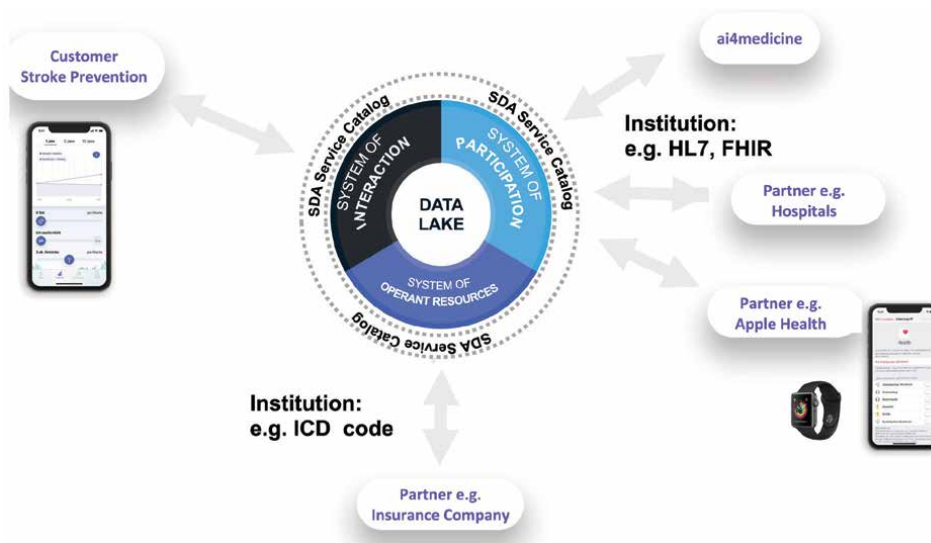 Customer
Stroke Prevention
ai4medicine
SDA Service Catalog
SDA Service Catalog
SYSTEM OF
INTERACTION
SYSTEM OF
PARTICIPATION
DATA
LAKE
SYSTEM OF
OPERANT RESOURCES
SDA Service Catalog
Institution:
e.g. HL7, FHIR
Partner e.g.
Hospitals
Partner e.g.
Apple Health
Health
Institution:
e.g. ICD code
Partner e.g.
Insurance Company